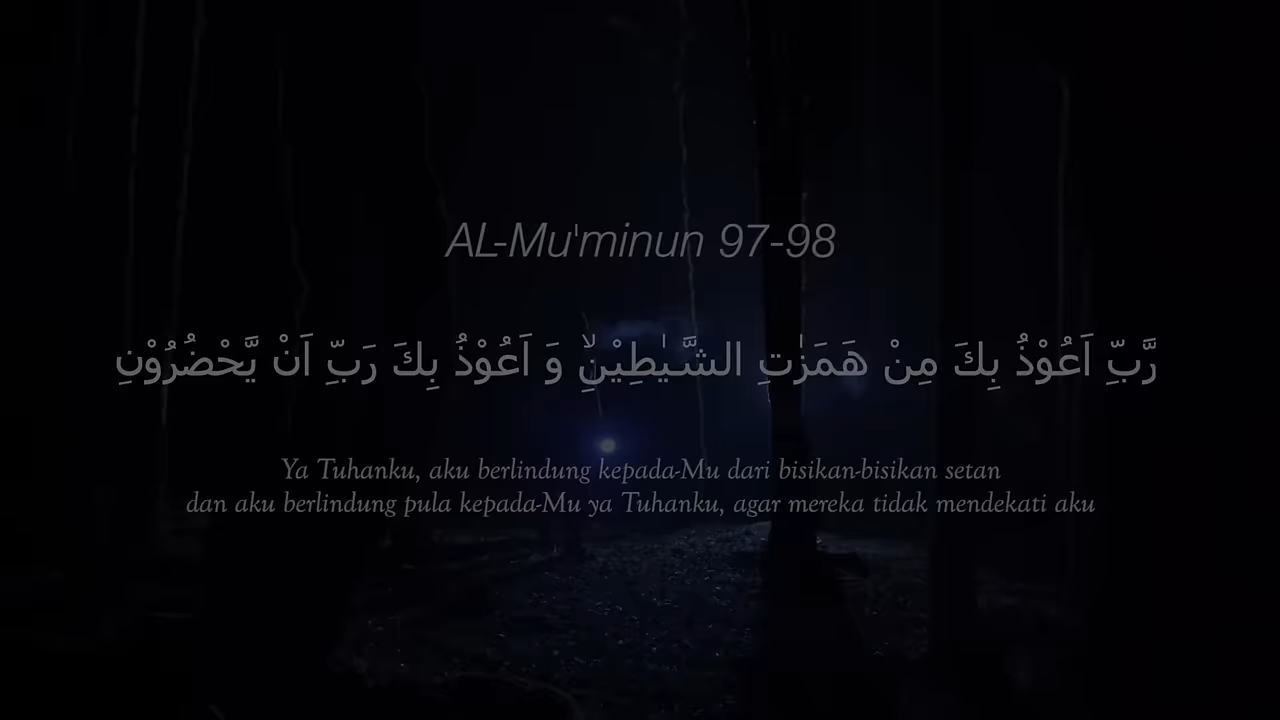 AL-Mu'minun 97-98
رَّبِّ اَعُوْذُ بِكَ مِنْ هَمَزٰتِ الشَّيٰطِيْنِۙ وَ اَعُوْذُ بِكَ رَبِّ اَنْ يَّحْضُرُوْنِ
Ya Tuhanku, aku berlindung kepada-Mu dari bisikan-bisikan setan
dan aku berlindung pula kepada-Mu ya Tuhanku, agar mereka tidak mendekati aku